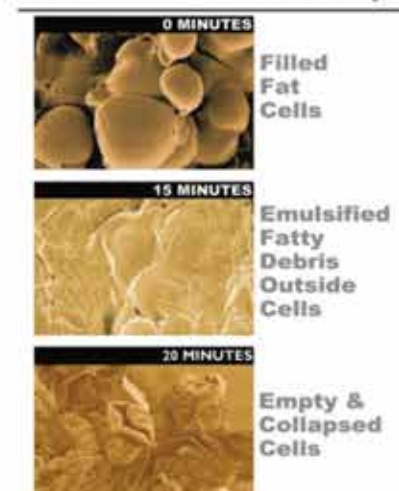 0 MINUTES
Filled
Fat
Cells
15 MINUTES
Emulsified
Fatty
Debris
Outside
Cells
20 MINUTES
Empty &
Collapsed
Cells